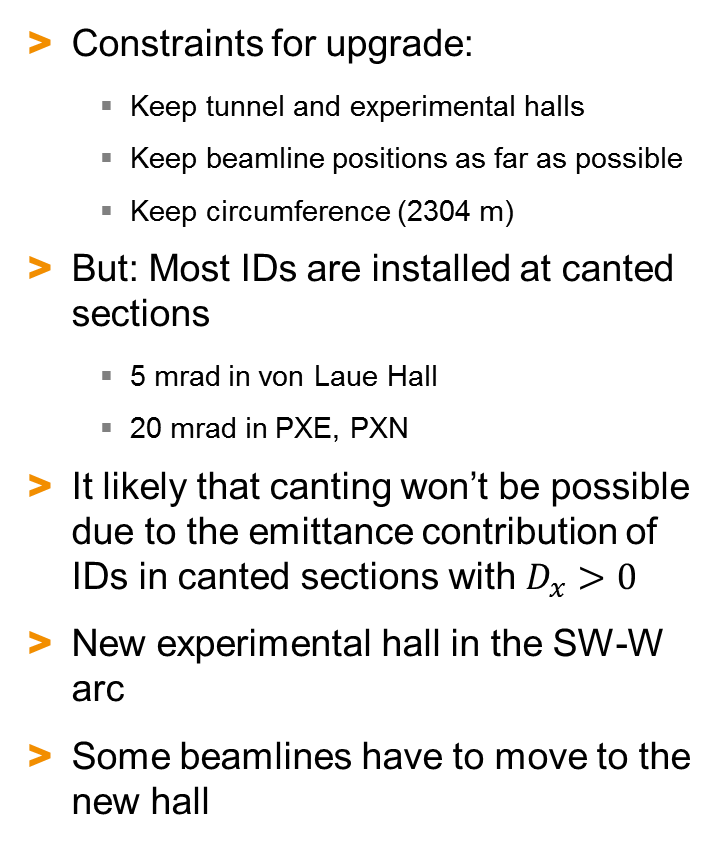 > Constraints for upgrade:
▪ Keep tunnel and experimental halls
▪ Keep beamline positions as far as possible
▪ Keep circumference (2304 m)
> But: Most IDs are installed at canted
sections
▪ 5 mrad in von Laue Hall
▪ 20 mrad in PXE, PXN
> It likely that canting won’t be possible
due to the emittance contribution of
IDs in canted sections with 𝐷ₓ > 0
> New experimental hall in the SW-W
arc
> Some beamlines have to move to the
new hall